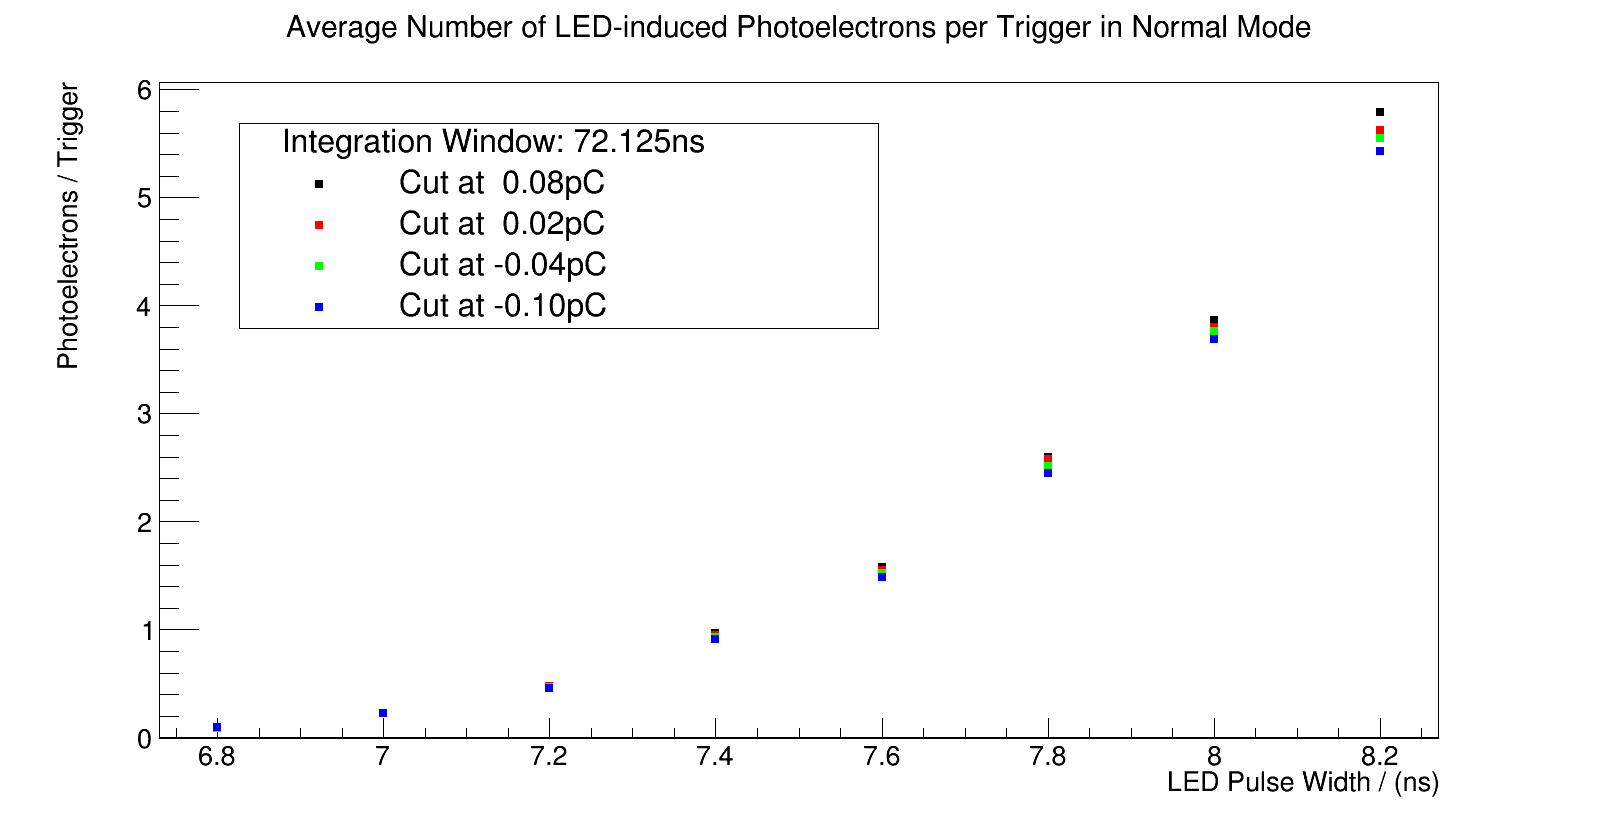 Average Number of LED-induced Photoelectrons per Trigger in Normal Mode
Photoelectrons / Trigger
6
5
4
3
2
1
0
Integration Window: 72.125ns
Cut at 0.08pC
Cut at 0.02pC
Cut at -0.04pC
Cut at -0.10pC
6.8 7 7.2 7.4 7.6 7.8 8 8.2
LED Pulse Width / (ns)